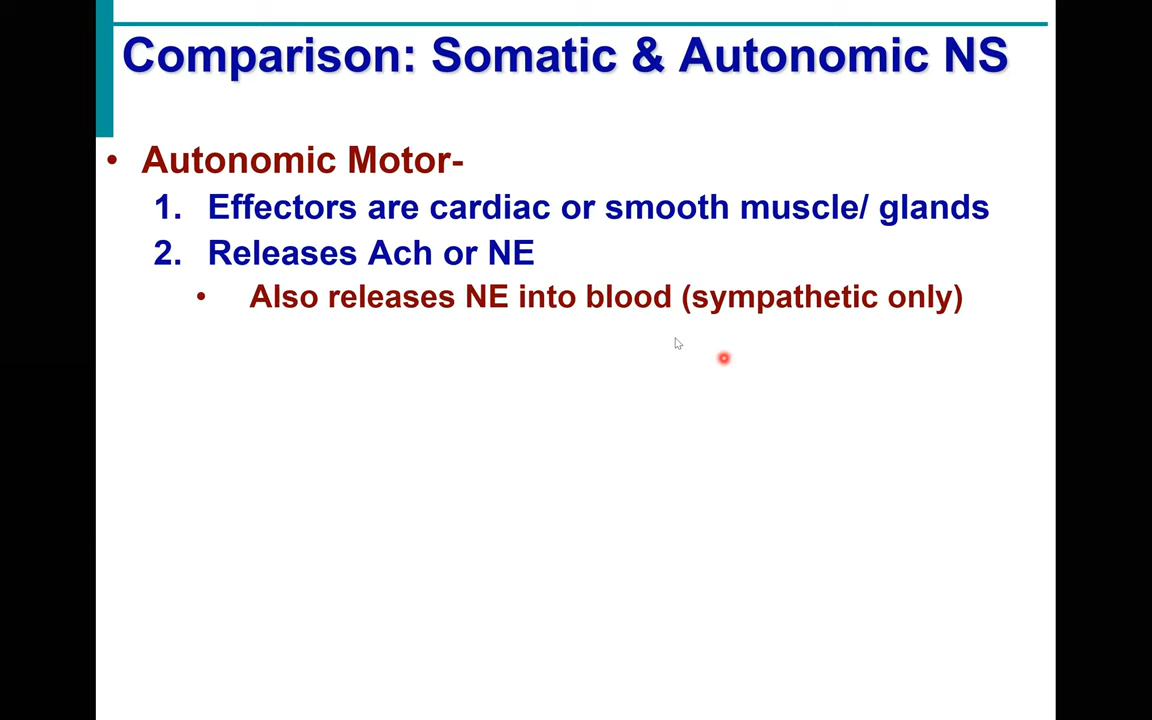 Comparison: Somatic & Autonomic NS
• Autonomic Motor-
1. Effectors are cardiac or smooth muscle/ glands
2. Releases Ach or NE
• Also releases NE into blood (sympathetic only)